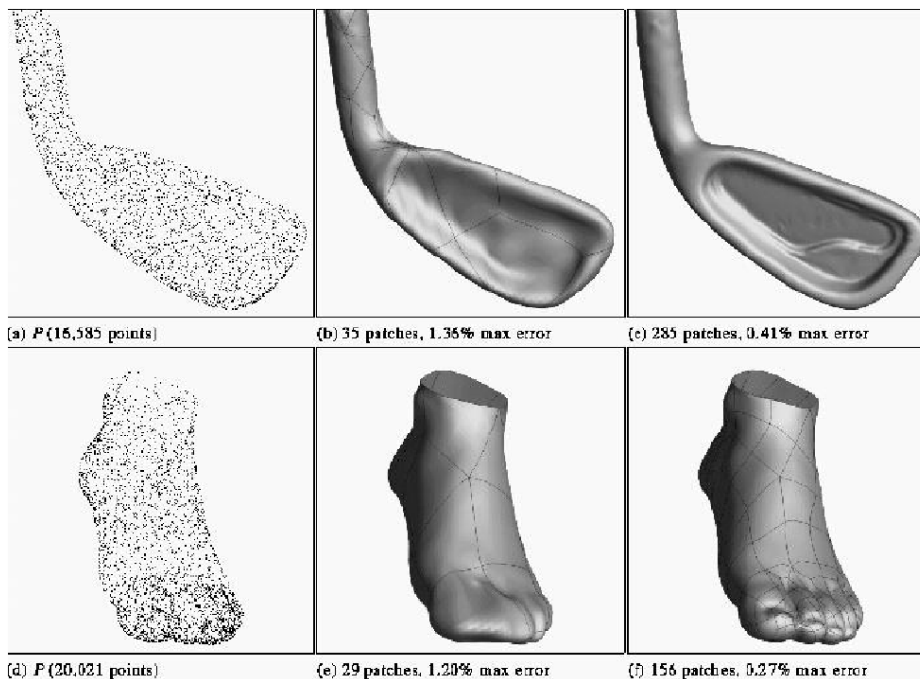 (a) P (16,585 points)
(b) 35 patches, 1.36% max error
(c) 285 patches, 0.41% max error
(d) P (20,021 points)
(e) 29 patches, 1.20% max error
(f) 156 patches, 0.27% max error